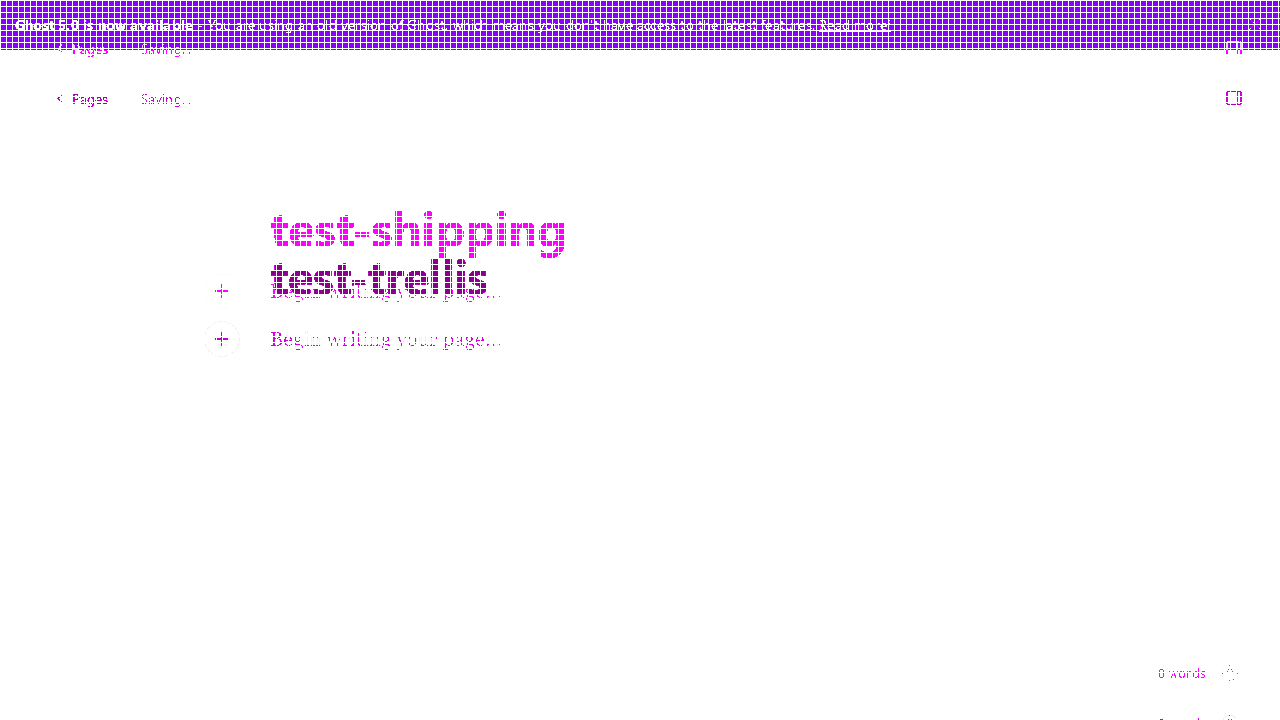 Ghost 5.0 is now available - You are using an old version of Ghost, which means you don't have access to the latest features. Read more!
< Pages Saving...
< Pages Saving...
test-shipping
test-trellis
+ Begin writing your page...
+ Begin writing your page...
0 words